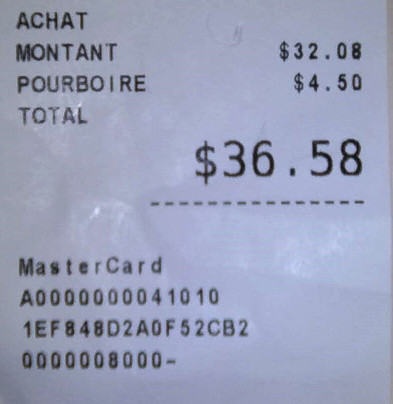 ACHAT
MONTANT $32.08
POURBOIRE $4.50
TOTAL
$36.58
---------------
MasterCard
A0000000041010
1EF848D2A0F52CB2
0000008000-